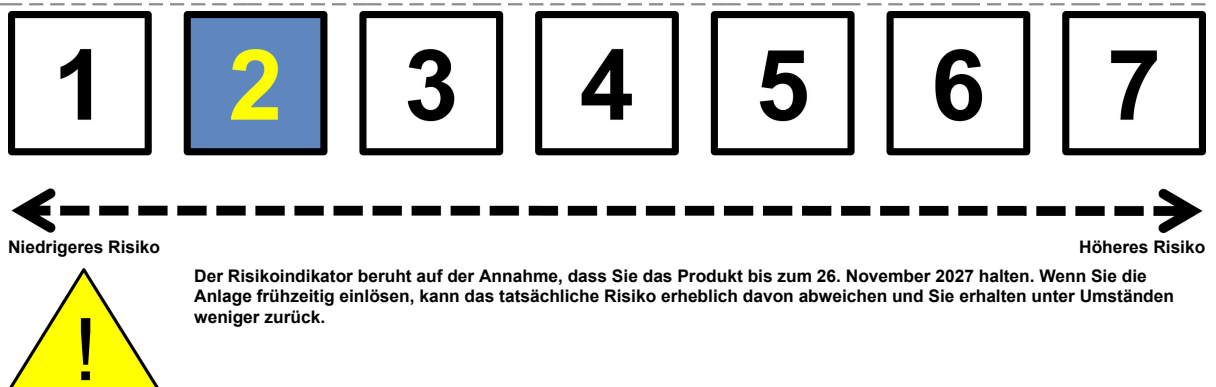 1 2 3 4 5 6 7
Niedrigeres Risiko Höheres Risiko
Der Risikoindikator beruht auf der Annahme, dass Sie das Produkt bis zum 26. November 2027 halten. Wenn Sie die
Anlage frühzeitig einlösen, kann das tatsächliche Risiko erheblich davon abweichen und Sie erhalten unter Umständen
weniger zurück.
!